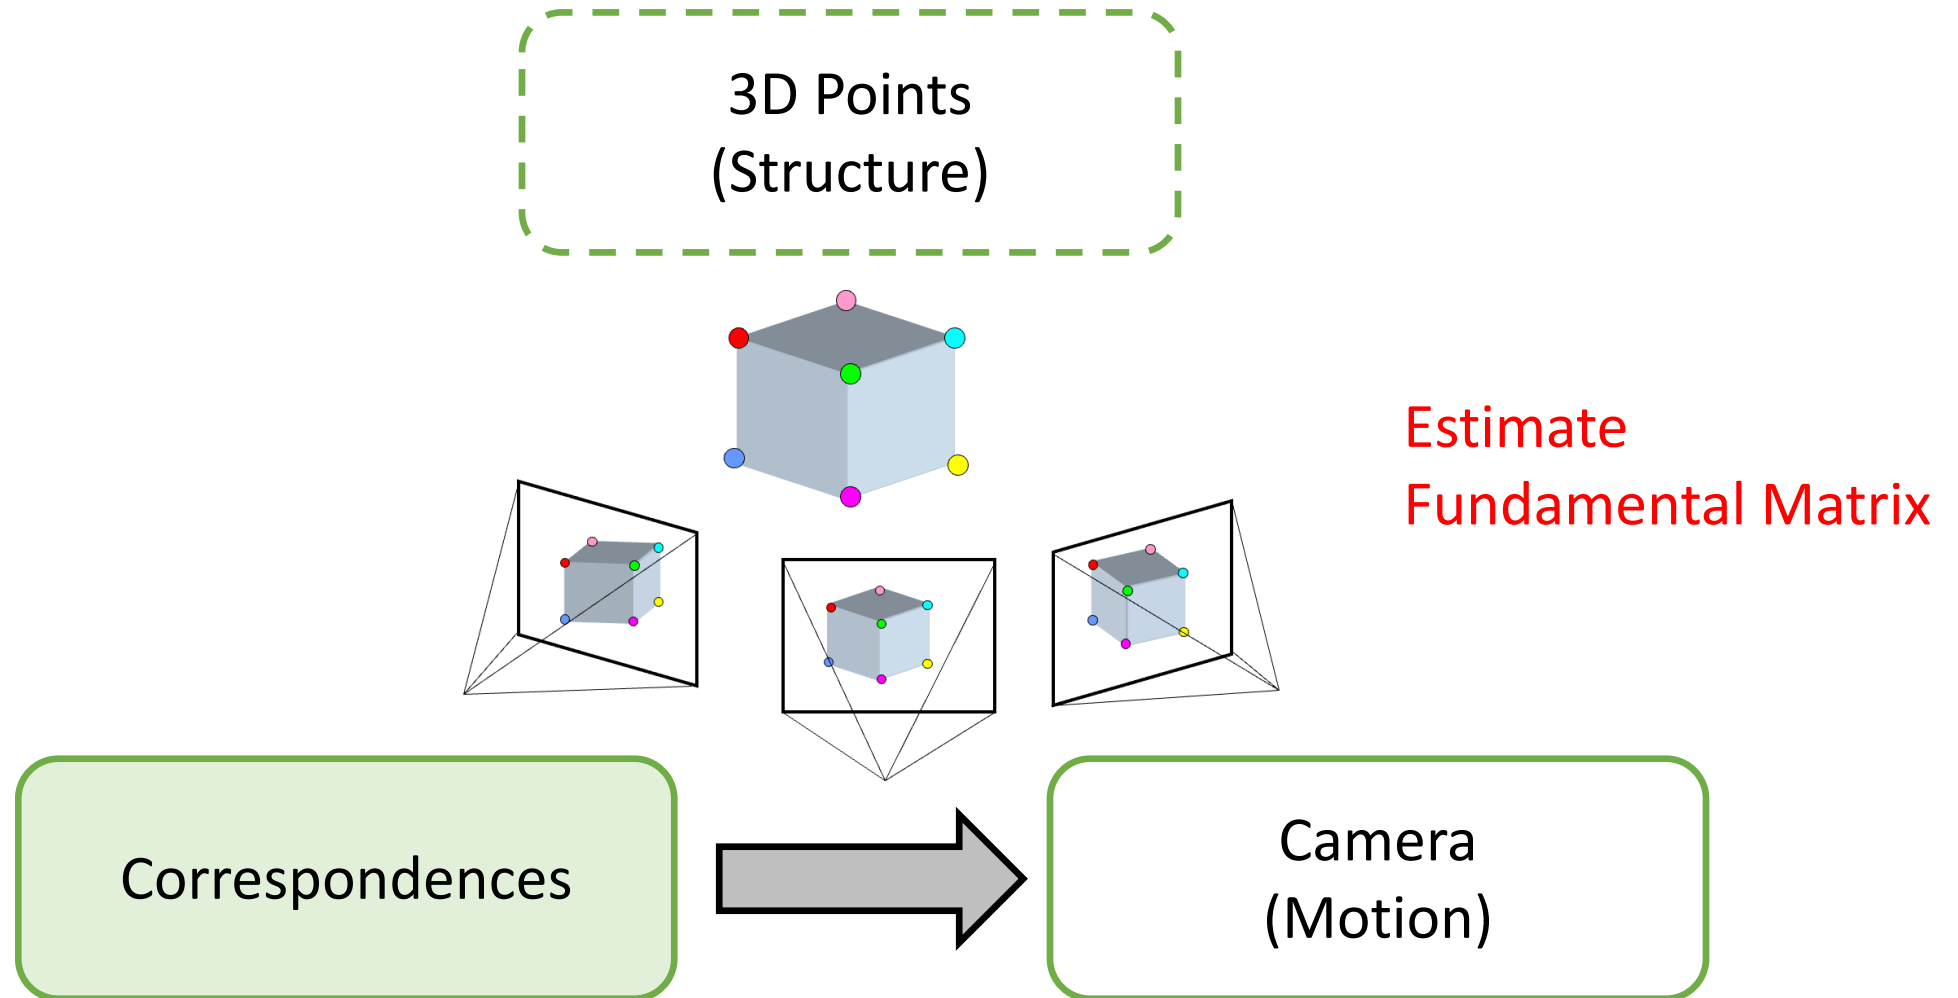 3D Points
(Structure)
Estimate
Fundamental Matrix
Correspondences
Camera
(Motion)